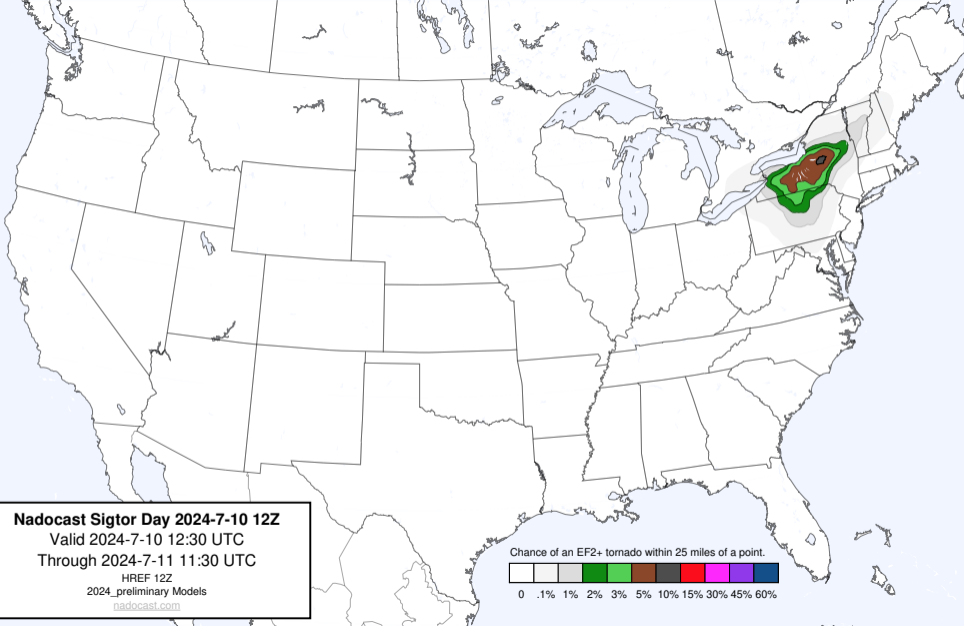 Nadocast Sigtor Day 2024-7-10 12Z
Valid 2024-7-10 12:30 UTC
Through 2024-7-11 11:30 UTC
HREF 12Z
2024_preliminary Models
nadocast.com
Chance of an EF2+ tornado within 25 miles of a point.
0 .1% 1% 2% 3% 5% 10% 15% 30% 45% 60%